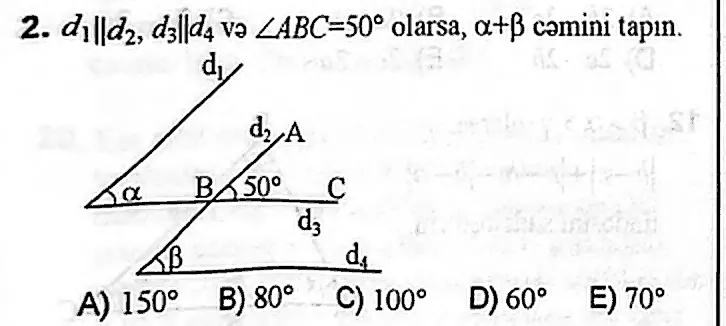 2. d₁||d₂, d₃||d₄ və ∠ABC=50° olarsa, α+β cəmini tapın.
d₁
d₂ A
α B 50° C
d₃
β d₄
A) 150° B) 80° C) 100° D) 60° E) 70°